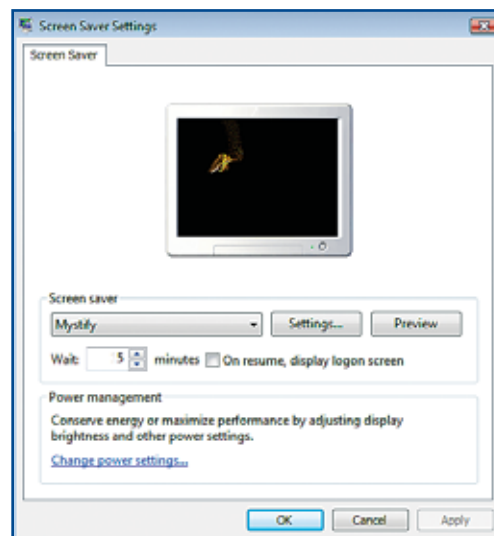 Screen Saver Settings
Screen Saver
Screen saver
Mystify
Settings...
Preview
Wait: 5 minutes On resume, display logon screen
Power management
Conserve energy or maximize performance by adjusting display
brightness and other power settings.
Change power settings...
OK
Cancel
Apply